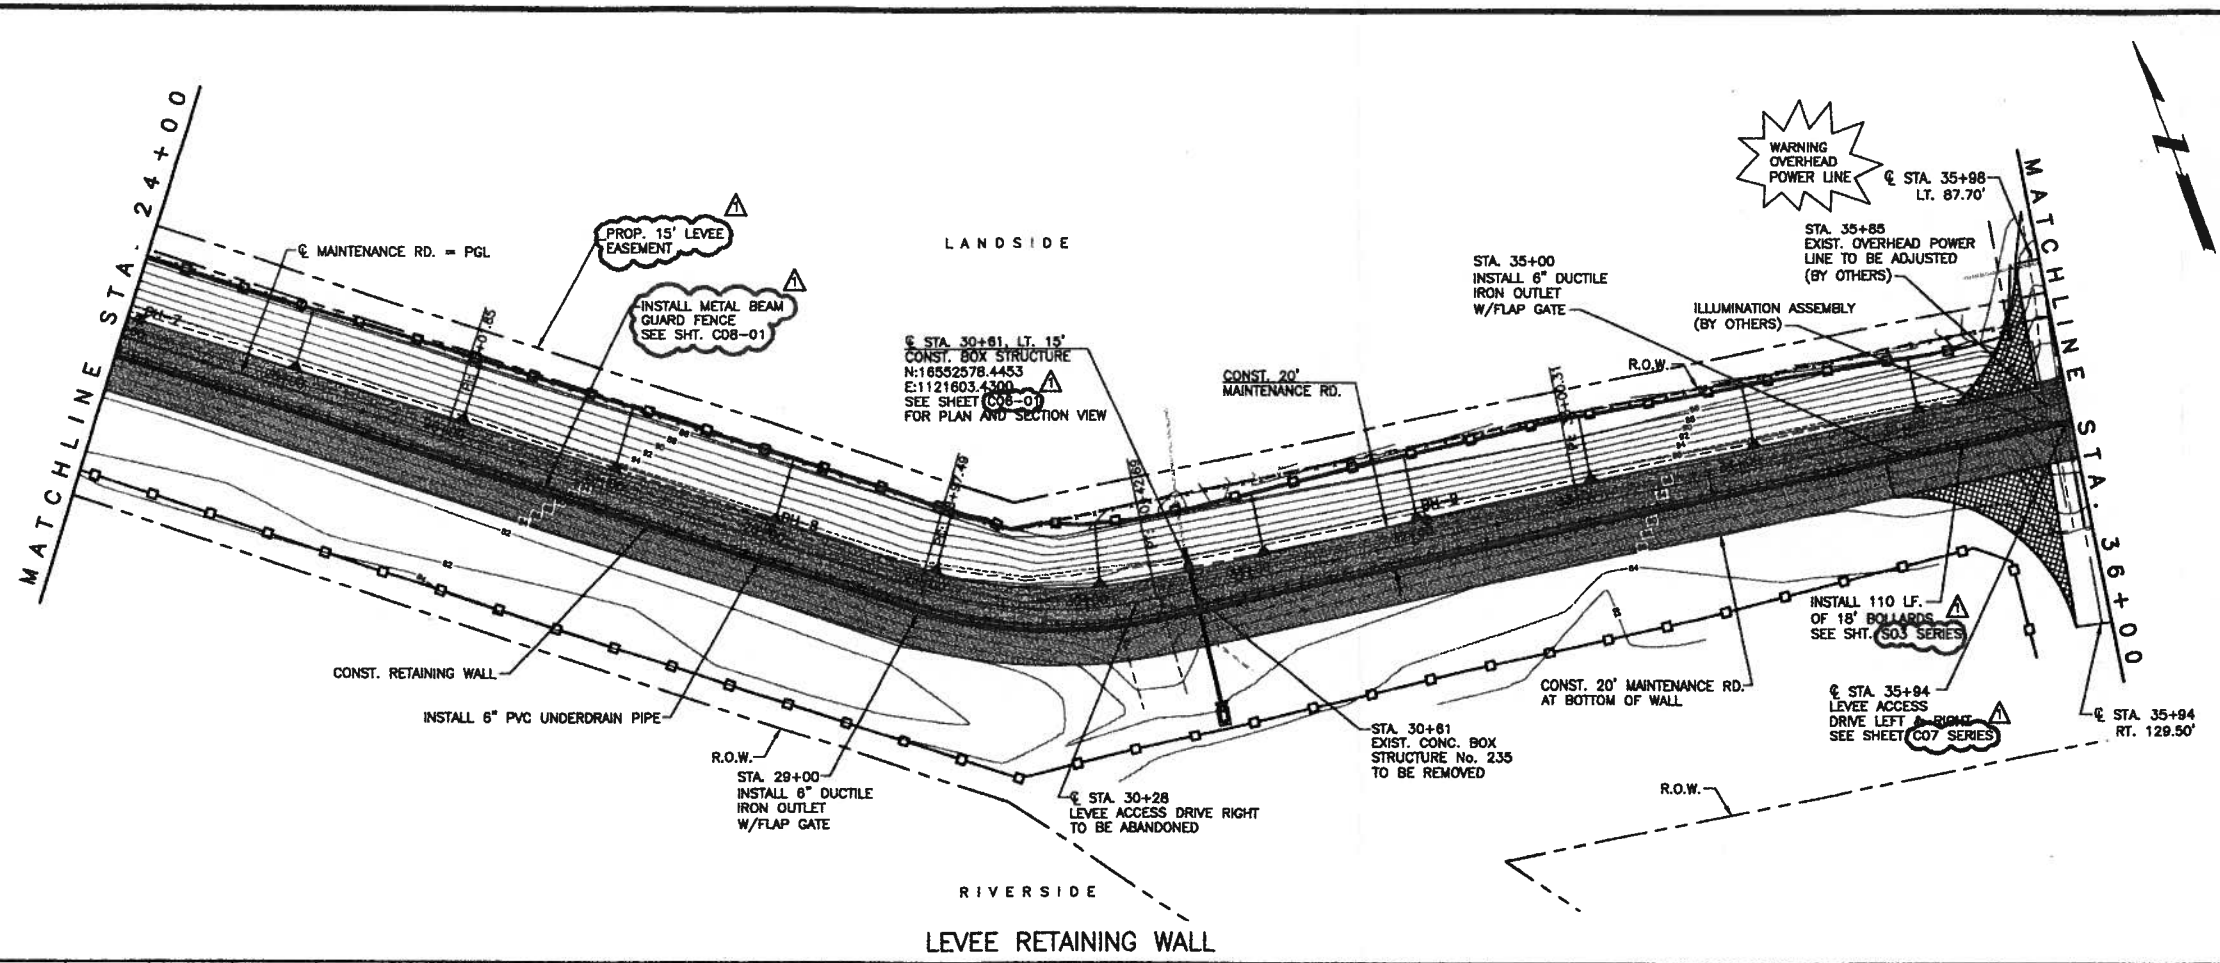 MATCHLINE STA. 24+00
℄ MAINTENANCE RD. = PGL
PROP. 15' LEVEE
EASEMENT
1
INSTALL METAL BEAM
GUARD FENCE
SEE SHT. C08-01
1
LANDSIDE
℄ STA. 30+61, LT. 15'
CONST. BOX STRUCTURE
N:16552578.4453
E:1121603.4300
SEE SHEET C06-01
FOR PLAN AND SECTION VIEW
1
CONST. 20'
MAINTENANCE RD.
STA. 35+00
INSTALL 6" DUCTILE
IRON OUTLET
W/FLAP GATE
WARNING
OVERHEAD
POWER LINE
℄ STA. 35+98
LT. 87.70'
STA. 35+85
EXIST. OVERHEAD POWER
LINE TO BE ADJUSTED
(BY OTHERS)
ILLUMINATION ASSEMBLY
(BY OTHERS)
R.O.W.
MATCHLINE STA. 36+00
CONST. RETAINING WALL
INSTALL 6" PVC UNDERDRAIN PIPE
R.O.W.
STA. 29+00
INSTALL 6" DUCTILE
IRON OUTLET
W/FLAP GATE
℄ STA. 30+28
LEVEE ACCESS DRIVE RIGHT
TO BE ABANDONED
STA. 30+61
EXIST. CONC. BOX
STRUCTURE No. 235
TO BE REMOVED
CONST. 20' MAINTENANCE RD.
AT BOTTOM OF WALL
INSTALL 110 LF.
OF 18' BOLLARDS
SEE SHT. S03 SERIES
1
℄ STA. 35+94
LEVEE ACCESS
DRIVE LEFT & RIGHT
SEE SHEET C07 SERIES
1
℄ STA. 35+94
RT. 129.50'
R.O.W.
RIVERSIDE
LEVEE RETAINING WALL